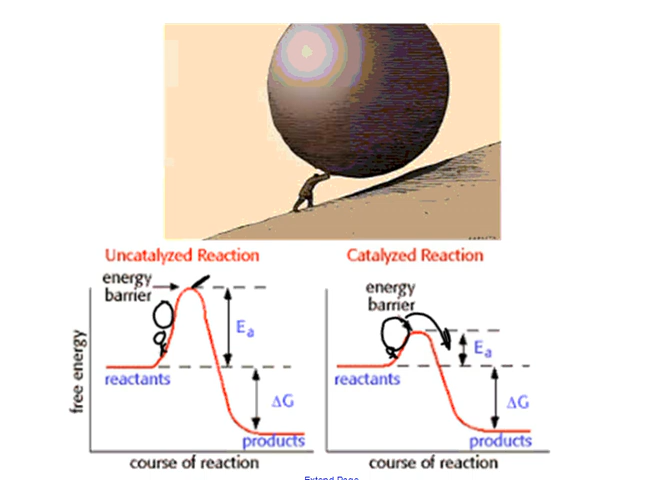 Uncatalyzed Reaction
energy
barrier
Ea
free energy
reactants
ΔG
products
course of reaction
Catalyzed Reaction
energy
barrier
Ea
reactants
ΔG
products
course of reaction